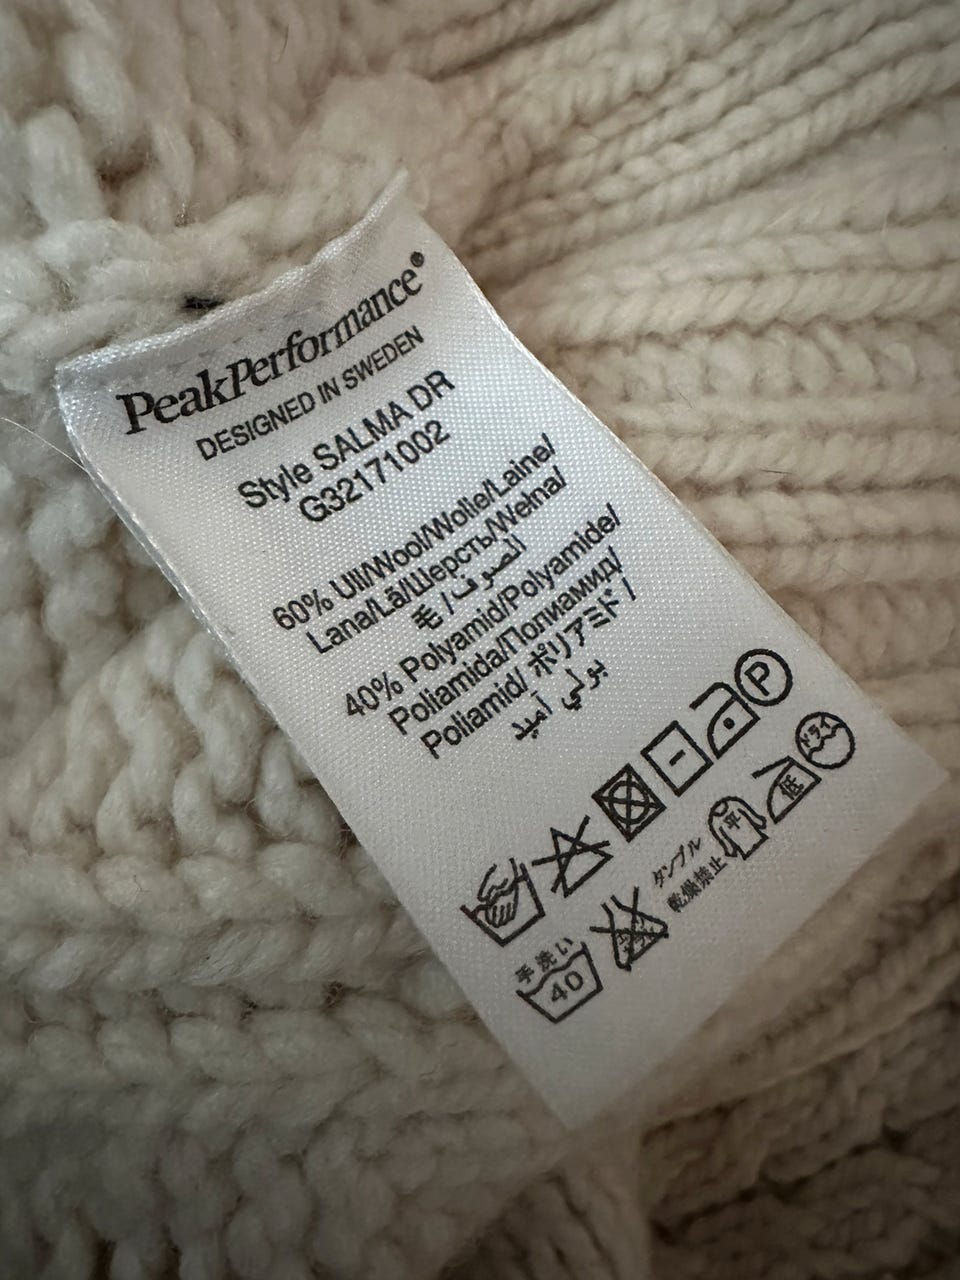 PeakPerformance®
DESIGNED IN SWEDEN
Style SALMA DR
G32171002
60% Ull/Wool/Wolle/Laine/
Lana/Lã/Шерсть/Wełna/
毛 / الصوف
40% Polyamid/Polyamide/
Poliamida/Полиамид/
Poliamid/ ポリアミド /
بولي أميد
P
手洗い
40
タンブル
乾燥禁止
平
低
ドライ